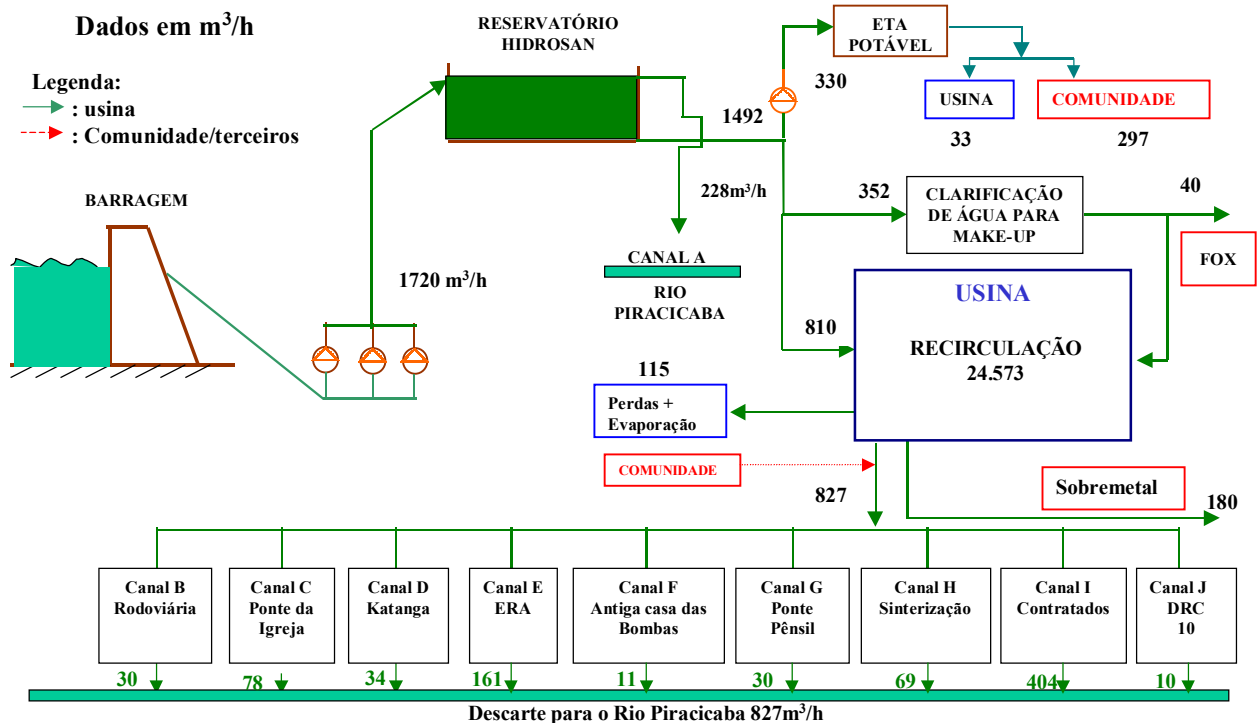 Dados em m³/h
Legenda:
: usina
: Comunidade/terceiros
BARRAGEM
1720 m³/h
RESERVATÓRIO
HIDROSAN
1492
228m³/h
CANAL A
RIO
PIRACICABA
330
ETA
POTÁVEL
USINA
33
COMUNIDADE
297
352
CLARIFICAÇÃO
DE ÁGUA PARA
MAKE-UP
40
FOX
810
USINA
RECIRCULAÇÃO
24.573
115
Perdas +
Evaporação
COMUNIDADE
827
Sobremetal
180
Canal B
Rodoviária
30
Canal C
Ponte da
Igreja
78
Canal D
Katanga
34
Canal E
ERA
161
Canal F
Antiga casa das
Bombas
11
Canal G
Ponte
Pênsil
30
Canal H
Sinterização
69
Canal I
Contratados
404
Canal J
DRC
10
10
Descarte para o Rio Piracicaba 827m³/h